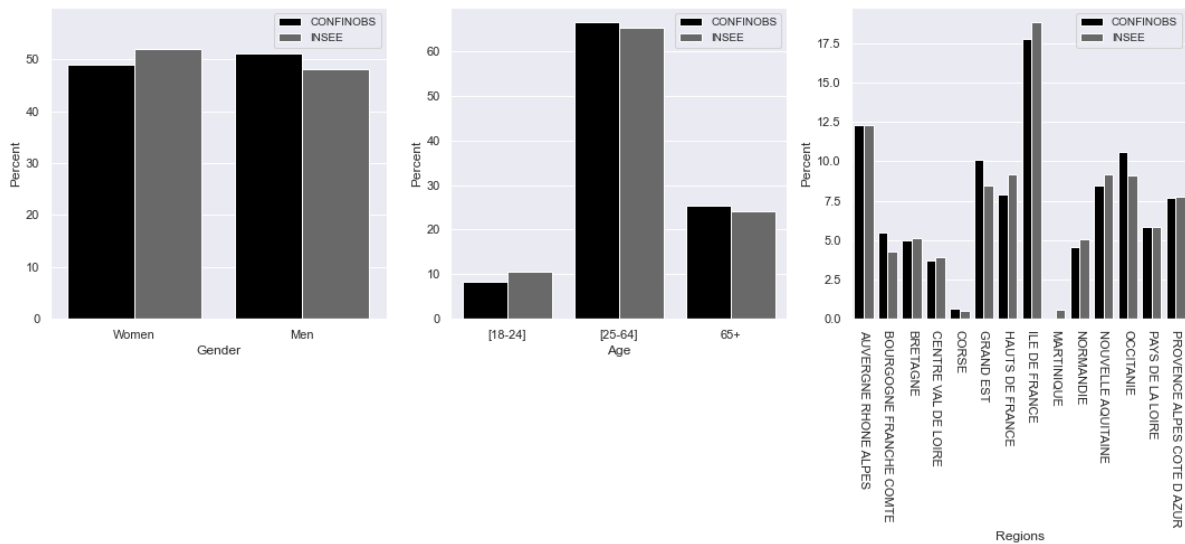 CONFINOBS
INSEE
50
40
30
20
10
0
Percent
Women
Men
Gender
CONFINOBS
INSEE
60
50
40
30
20
10
0
Percent
[18-24]
[25-64]
65+
Age
CONFINOBS
INSEE
17.5
15.0
12.5
10.0
7.5
5.0
2.5
0.0
Percent
AUVERGNE RHONE ALPES
BOURGOGNE FRANCHE COMTE
BRETAGNE
CENTRE VAL DE LOIRE
CORSE
GRAND EST
HAUTS DE FRANCE
ILE DE FRANCE
MARTINIQUE
NORMANDIE
NOUVELLE AQUITAINE
OCCITANIE
PAYS DE LA LOIRE
PROVENCE ALPES COTE D AZUR
Regions